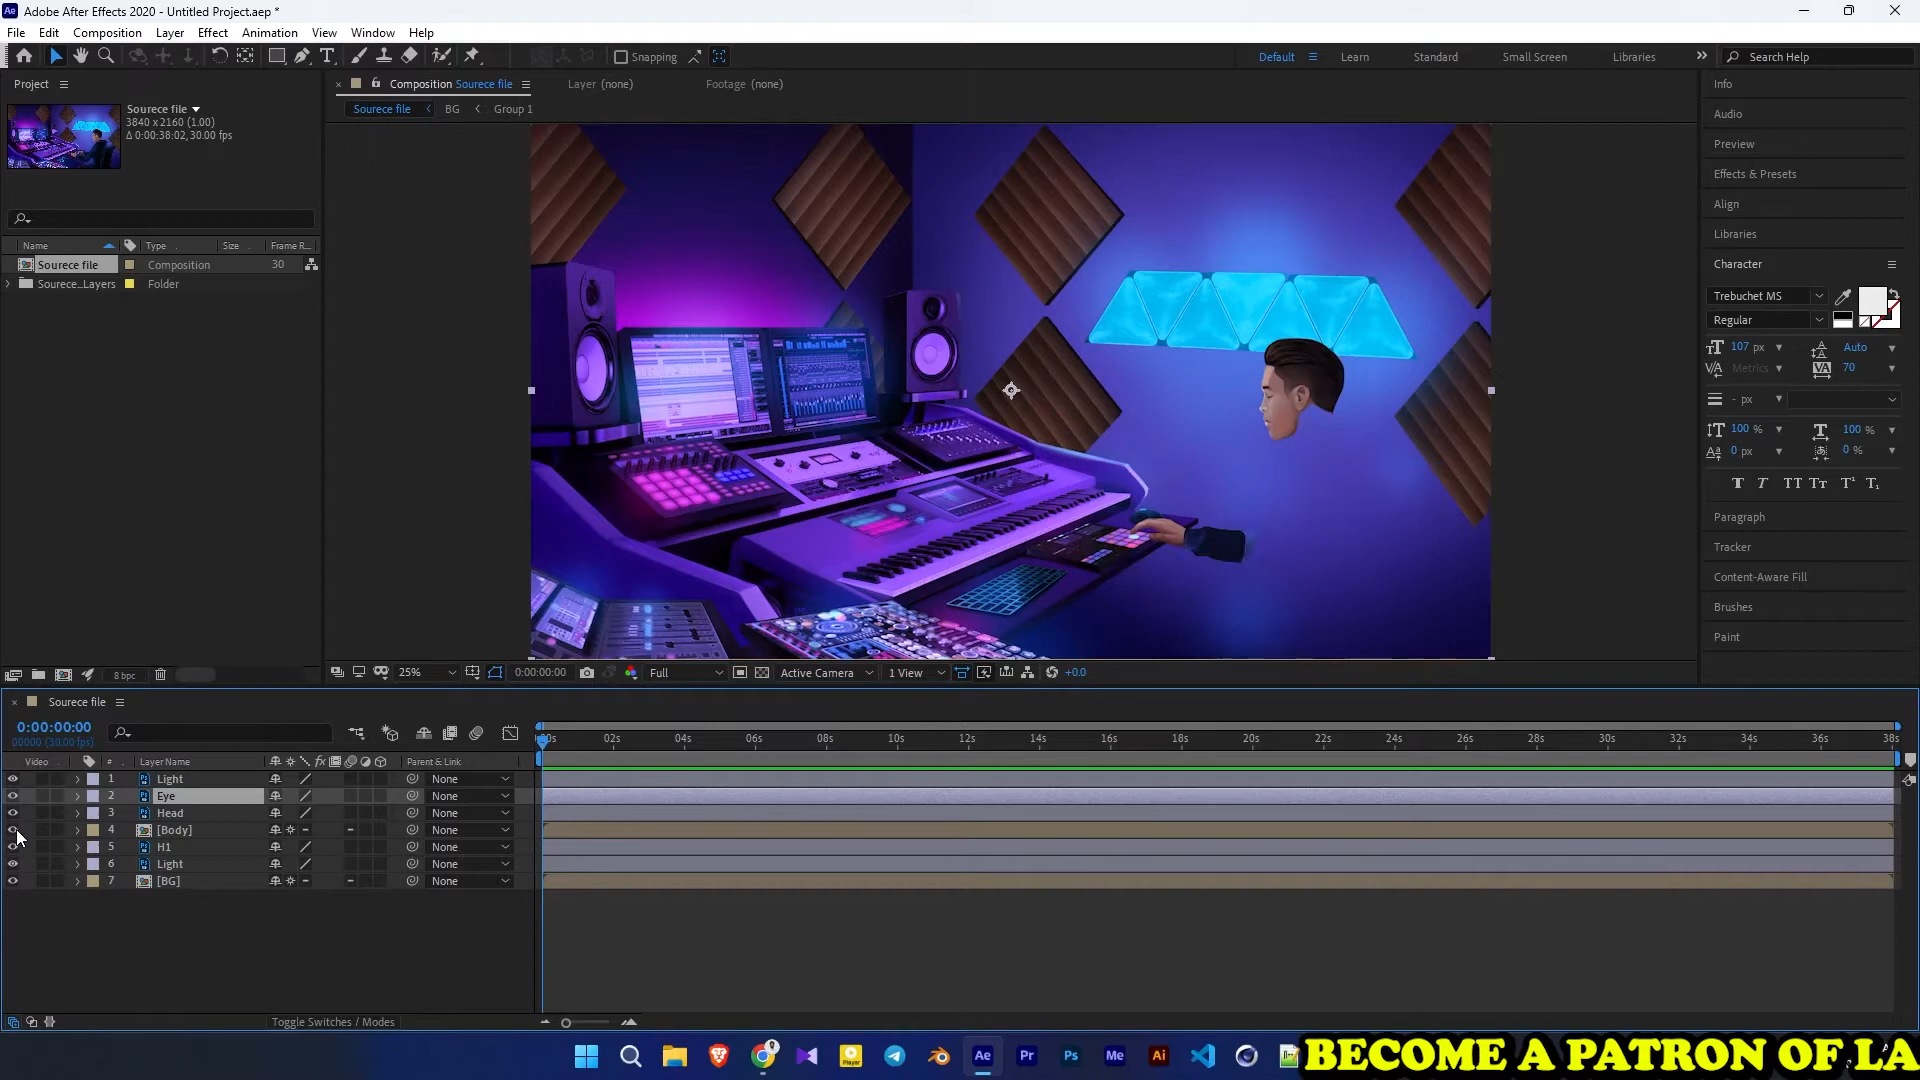 Adobe After Effects 2020 - Untitled Project.aep *
File Edit Composition Layer Effect Animation View Window Help
Snapping
Default Learn Standard Small Screen Libraries Search Help
Project
Sourece file
3840 x 2160 (1.00)
Δ 0:00:38:02, 30.00 fps
Name Type Size Frame R...
Sourece file Composition 30
Sourece_Layers Folder
8 bpc
Composition Sourece file Layer (none) Footage (none)
Sourece file BG Group 1
25% 0:00:00:00 Full Active Camera 1 View +0.0
Info
Audio
Preview
Effects & Presets
Align
Libraries
Character
Trebuchet MS
Regular
107 px Auto
Metrics 70
- px
100 % 100 %
0 px 0 %
Paragraph
Tracker
Content-Aware Fill
Brushes
Paint
Sourece file
0:00:00:00
00000 (30.00 fps)
00s 02s 04s 06s 08s 10s 12s 14s 16s 18s 20s 22s 24s 26s 28s 30s 32s 34s 36s 38s
Video # Layer Name Parent & Link
1 Light None
2 Eye None
3 Head None
4 [Body] None
5 H1 None
6 Light None
7 [BG] None
Toggle Switches / Modes
Player Ae Pr Ps Me Ai
BECOME A PATRON OF LA